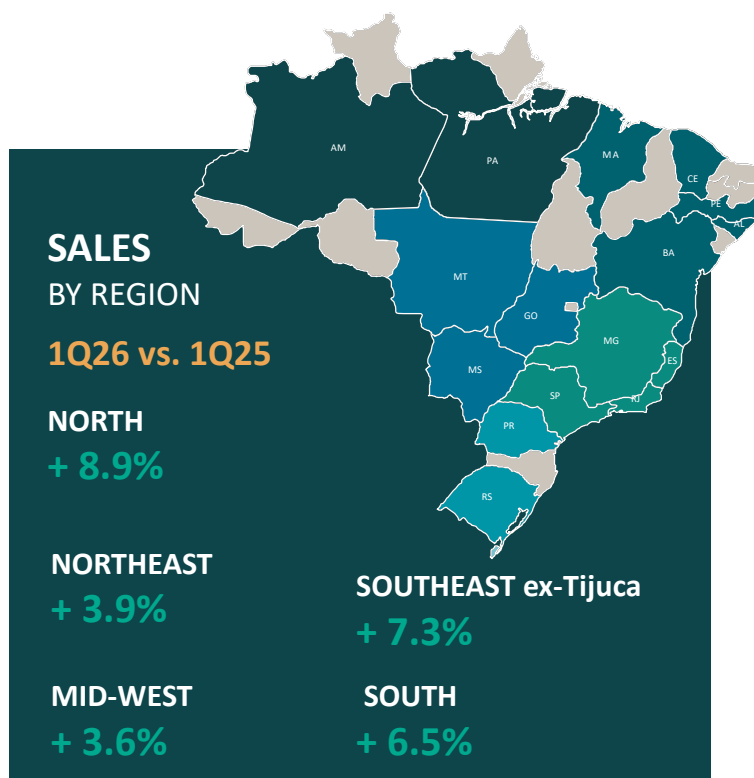 AM
PA
MA
CE
PE
AL
BA
MT
GO
MG
ES
MS
SP
RJ
PR
RS
SALES
BY REGION
1Q26 vs. 1Q25
NORTH
+ 8.9%
NORTHEAST
+ 3.9%
SOUTHEAST ex-Tijuca
+ 7.3%
MID-WEST
+ 3.6%
SOUTH
+ 6.5%